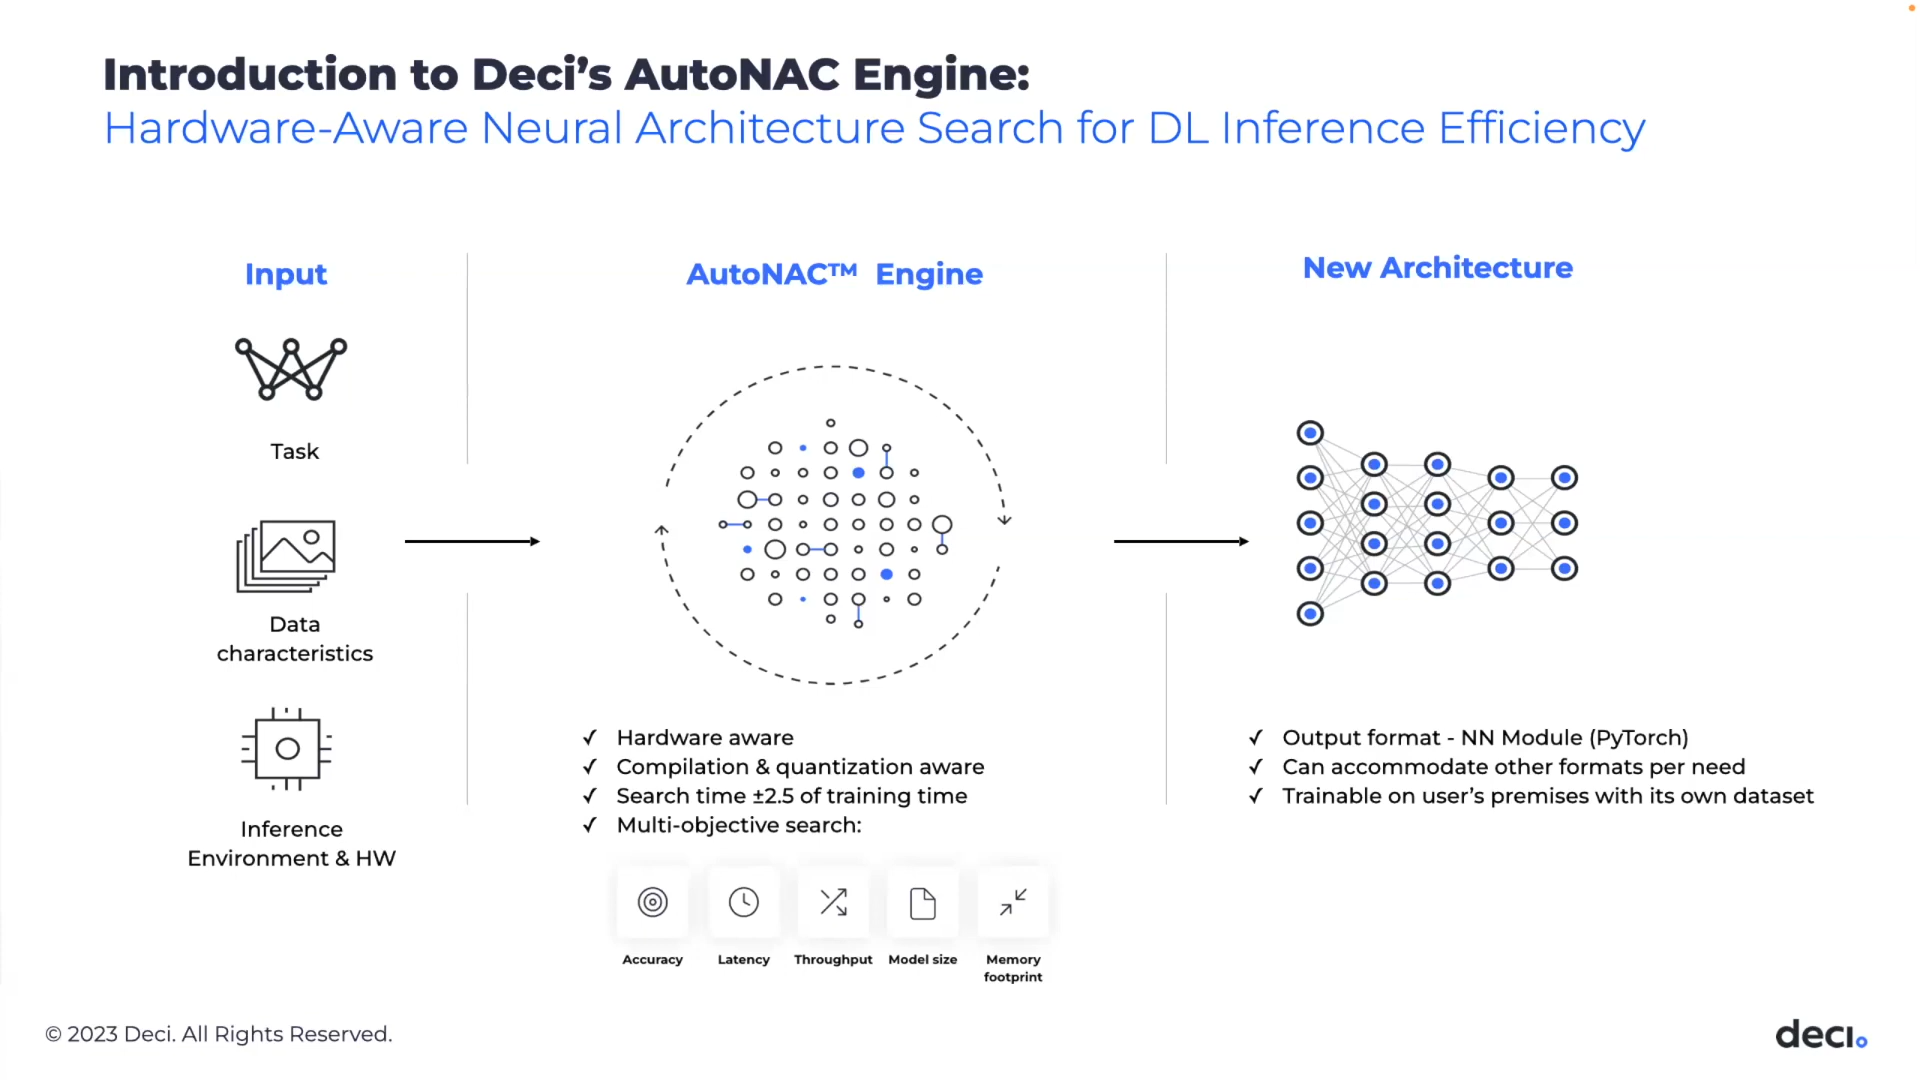 Introduction to Deci's AutoNAC Engine:
Hardware-Aware Neural Architecture Search for DL Inference Efficiency
Input
Task
Data
characteristics
Inference
Environment & HW
AutoNAC™ Engine
✓ Hardware aware
✓ Compilation & quantization aware
✓ Search time ±2.5 of training time
✓ Multi-objective search:
Accuracy
Latency
Throughput
Model size
Memory
footprint
New Architecture
✓ Output format - NN Module (PyTorch)
✓ Can accommodate other formats per need
✓ Trainable on user's premises with its own dataset
© 2023 Deci. All Rights Reserved.
deci.